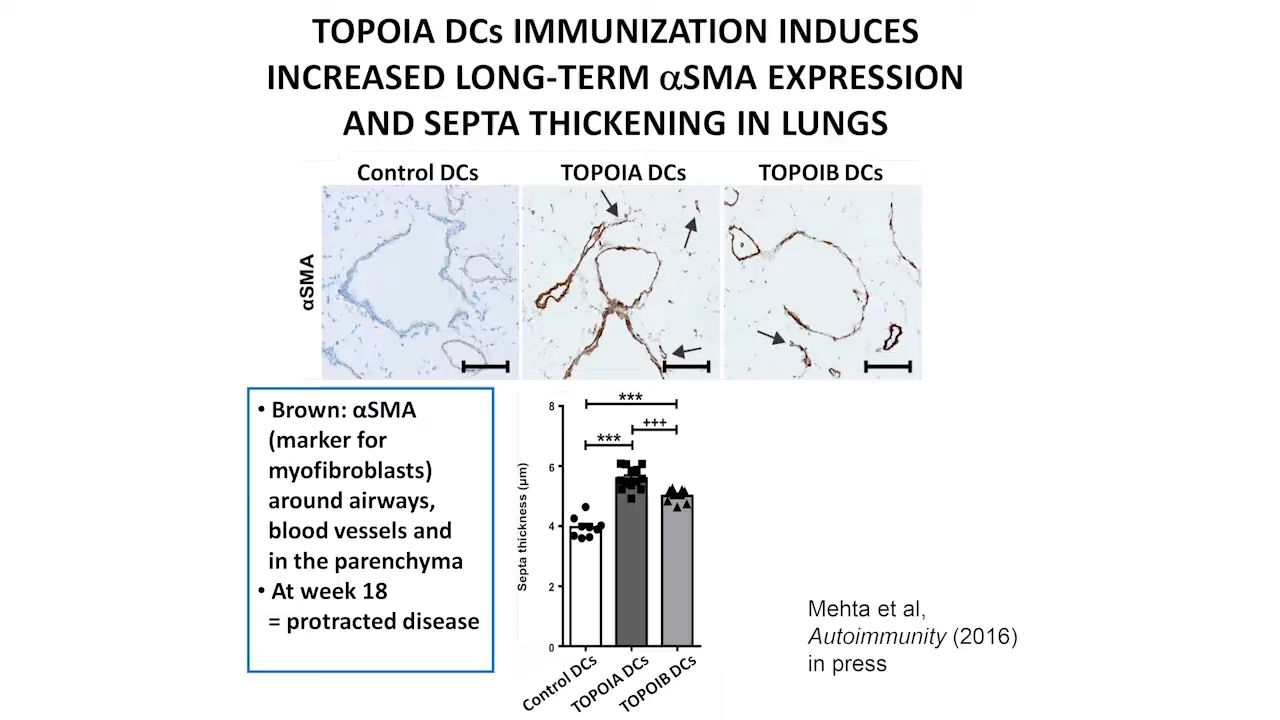 TOPOIA DCs IMMUNIZATION INDUCES
INCREASED LONG-TERM αSMA EXPRESSION
AND SEPTA THICKENING IN LUNGS
Control DCs
TOPOIA DCs
TOPOIB DCs
αSMA
• Brown: αSMA
(marker for
myofibroblasts)
around airways,
blood vessels and
in the parenchyma
• At week 18
= protracted disease
Septa thickness (µm)
8
6
4
2
0
***
+++
***
Control DCs
TOPOIA DCs
TOPOIB DCs
Mehta et al,
Autoimmunity (2016)
in press